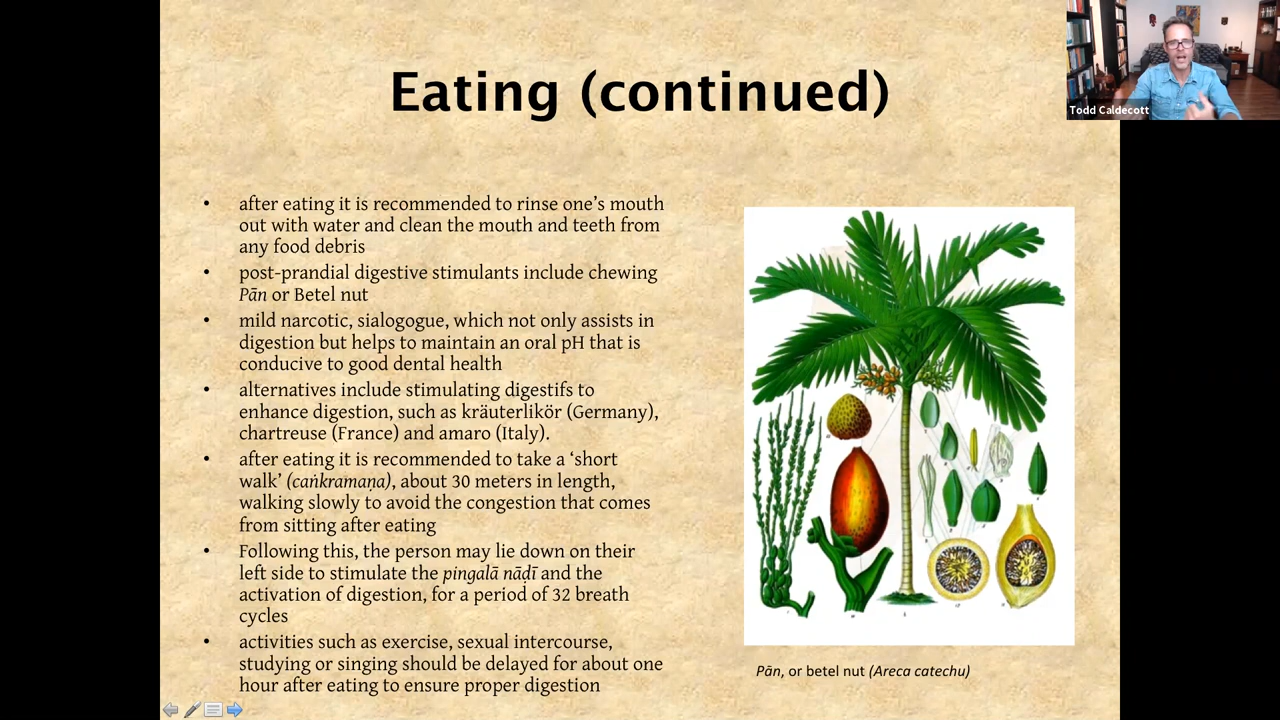 Eating (continued)
Todd Caldecott
• after eating it is recommended to rinse one’s mouth
out with water and clean the mouth and teeth from
any food debris
• post-prandial digestive stimulants include chewing
Pān or Betel nut
• mild narcotic, sialogogue, which not only assists in
digestion but helps to maintain an oral pH that is
conducive to good dental health
• alternatives include stimulating digestifs to
enhance digestion, such as kräuterlikör (Germany),
chartreuse (France) and amaro (Italy).
• after eating it is recommended to take a ‘short
walk’ (caṅkramaṇa), about 30 meters in length,
walking slowly to avoid the congestion that comes
from sitting after eating
• Following this, the person may lie down on their
left side to stimulate the pingalā nāḍī and the
activation of digestion, for a period of 32 breath
cycles
• activities such as exercise, sexual intercourse,
studying or singing should be delayed for about one
hour after eating to ensure proper digestion
Pān, or betel nut (Areca catechu)